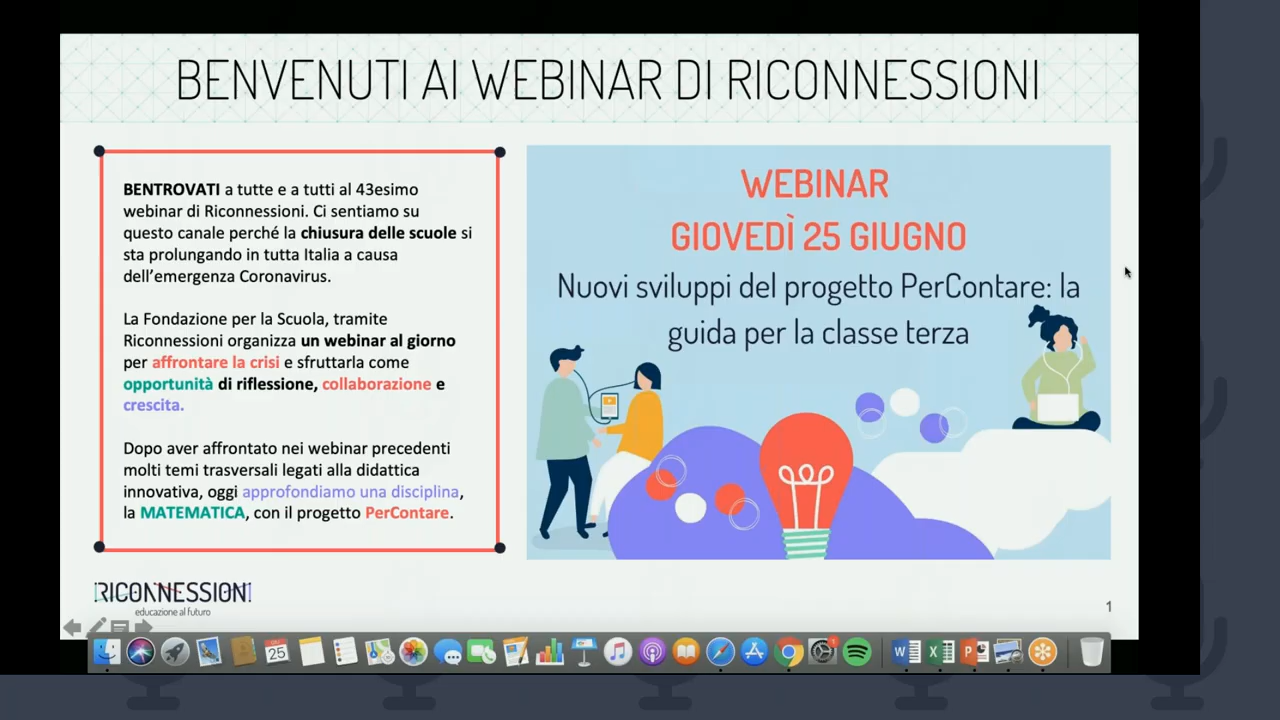 BENVENUTI AI WEBINAR DI RICONNESSIONI
BENTROVATI a tutte e a tutti al 43esimo
webinar di Riconnessioni. Ci sentiamo su
questo canale perché la chiusura delle scuole si
sta prolungando in tutta Italia a causa
dell'emergenza Coronavirus.
La Fondazione per la Scuola, tramite
Riconnessioni organizza un webinar al giorno
per affrontare la crisi e sfruttarla come
opportunità di riflessione, collaborazione e
crescita.
Dopo aver affrontato nei webinar precedenti
molti temi trasversali legati alla didattica
innovativa, oggi approfondiamo una disciplina,
la MATEMATICA, con il progetto PerContare.
WEBINAR
GIOVEDÌ 25 GIUGNO
Nuovi sviluppi del progetto PerContare: la
guida per la classe terza
RICONNESSIONI
educazione al futuro
1
25